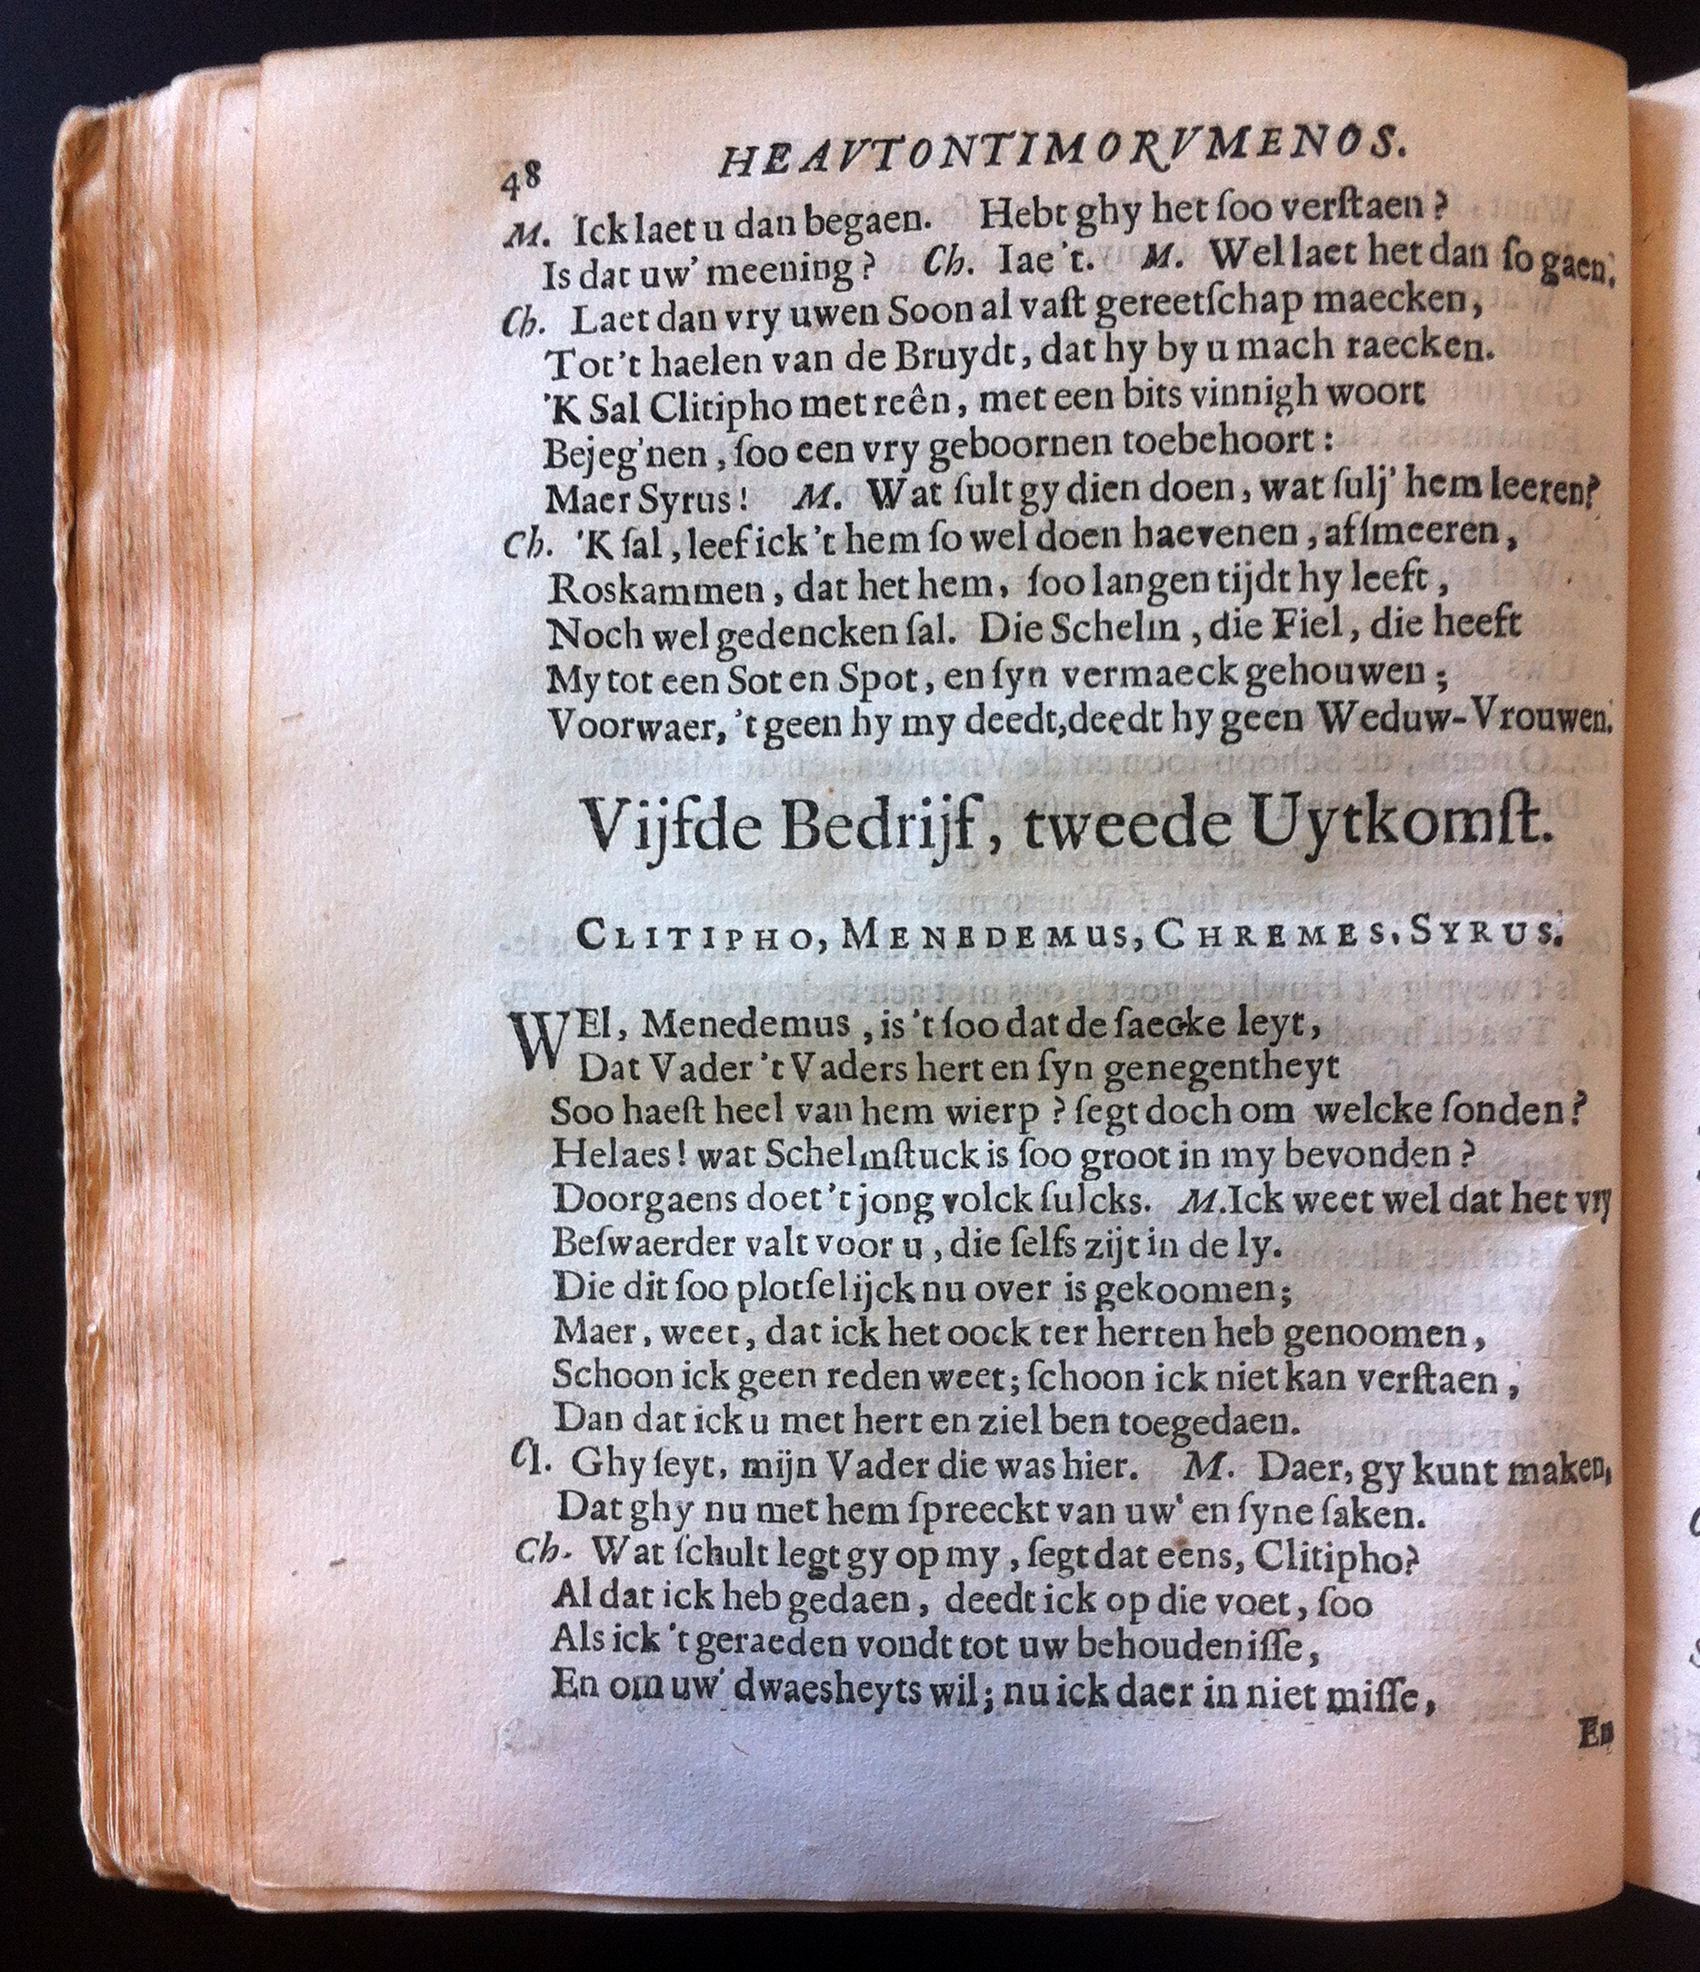 48 HEAVTONTIMORVMENOS.
M. Ick laet u dan begaen. Hebt ghy het ſoo verſtaen?
Is dat uw' meening? Ch. Iae 't. M. Wel laet het dan ſo gaen.
Ch. Laet dan vry uwen Soon al vaſt gereetſchap maecken,
Tot 't haelen van de Bruydt, dat hy by u mach raecken.
'K Sal Clitipho met reên, met een bits vinnigh woort
Bejeg'nen, ſoo een vry geboornen toebehoort:
Maer Syrus! M. Wat ſult gy dien doen, wat ſulj' hem leeren?
Ch. 'K ſal, leef ick 't hem ſo wel doen haevenen, afſmeeren,
Roskammen, dat het hem, ſoo langen tijdt hy leeft,
Noch wel gedencken ſal. Die Schelm, die Fiel, die heeft
My tot een Sot en Spot, en ſyn vermaeck gehouwen;
Voorwaer, 't geen hy my deedt, deedt hy geen Weduw-Vrouwen.
Vijfde Bedrijf, tweede Uytkomſt.
CLITIPHO, MENEDEMUS, CHREMES, SYRUS.
WEl, Menedemus, is 't ſoo dat de ſaecke leyt,
Dat Vader 't Vaders hert en ſyn genegentheyt
Soo haeſt heel van hem wierp? ſegt doch om welcke ſonden?
Helaes! wat Schelmſtuck is ſoo groot in my bevonden?
Doorgaens doet 't jong volck ſulcks. M. Ick weet wel dat het vry
Beſwaerder valt voor u, die ſelfs zijt in de ly.
Die dit ſoo plotſelijck nu over is gekoomen;
Maer, weet, dat ick het oock ter herten heb genoomen,
Schoon ick geen reden weet; ſchoon ick niet kan verſtaen,
Dan dat ick u met hert en ziel ben toegedaen.
Cl. Ghy ſeyt, mijn Vader die was hier. M. Daer, gy kunt maken,
Dat ghy nu met hem ſpreeckt van uw' en ſyne ſaken.
Ch. Wat ſchult legt gy op my, ſegt dat eens, Clitipho?
Al dat ick heb gedaen, deedt ick op die voet, ſoo
Als ick 't geraeden vondt tot uw behoudeniſſe,
En om uw' dwaesheyts wil; nu ick daer in niet miſſe,
En